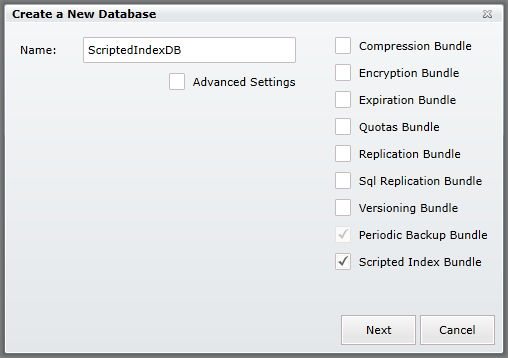 Create a New Database
Name: ScriptedIndexDB
Advanced Settings
Compression Bundle
Encryption Bundle
Expiration Bundle
Quotas Bundle
Replication Bundle
Sql Replication Bundle
Versioning Bundle
Periodic Backup Bundle
Scripted Index Bundle
Next Cancel